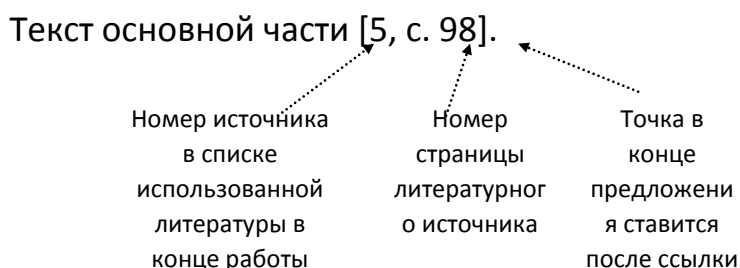 Текст основной части [5, с. 98].
Номер источника
в списке
использованной
литературы в
конце работы
Номер
страницы
литературног
о источника
Точка в
конце
предложени
я ставится
после ссылки